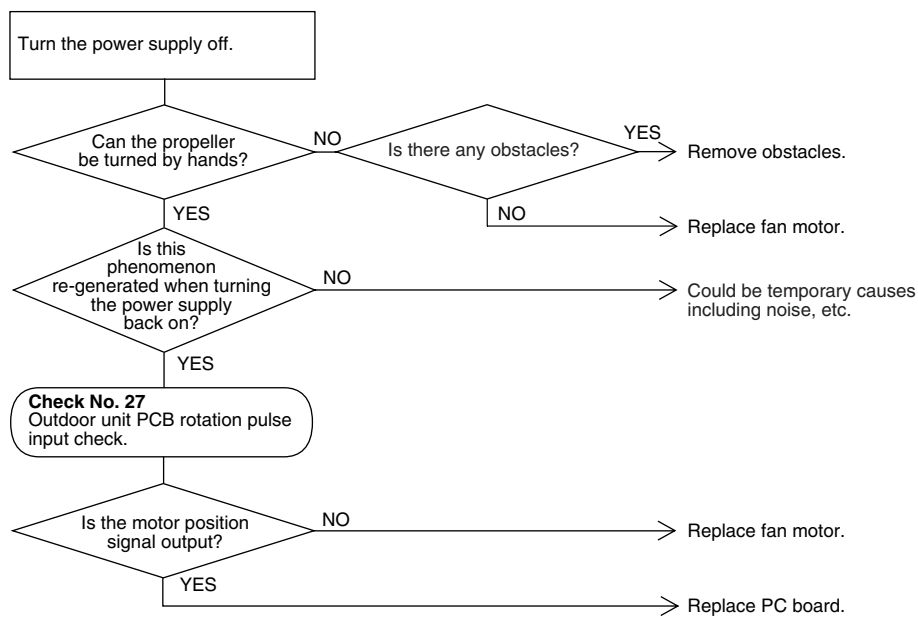 Turn the power supply off.
Can the propeller
be turned by hands?
NO
Is there any obstacles?
YES
Remove obstacles.
NO
Replace fan motor.
YES
Is this
phenomenon
re-generated when turning
the power supply
back on?
NO
Could be temporary causes
including noise, etc.
YES
Check No. 27
Outdoor unit PCB rotation pulse
input check.
Is the motor position
signal output?
NO
Replace fan motor.
YES
Replace PC board.